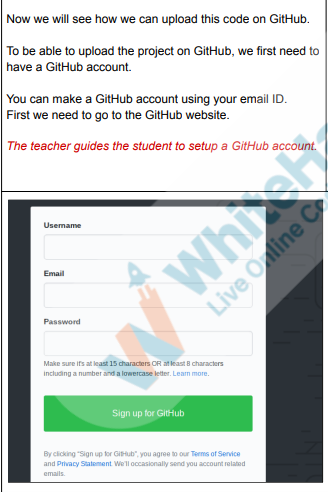 Now we will see how we can upload this code on GitHub.
To be able to upload the project on GitHub, we first need to
have a GitHub account.
You can make a GitHub account using your email ID.
First we need to go to the GitHub website.
The teacher guides the student to setup a GitHub account.
Username
Email
Password
Make sure it's at least 15 characters OR at least 8 characters
including a number and a lowercase letter. Learn more.
Sign up for GitHub
By clicking "Sign up for GitHub", you agree to our Terms of Service
and Privacy Statement. We'll occasionally send you account related
emails.
WhiteHa
Live Online Co